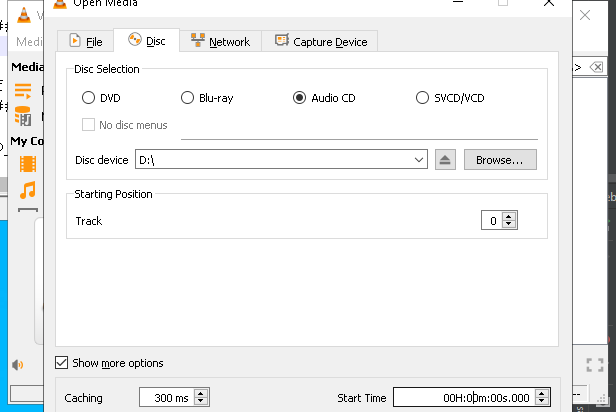 Open Media
Media
File
Disc
Network
Capture Device
Media
Disc Selection
DVD
Blu-ray
Audio CD
SVCD/VCD
No disc menus
My Co
Disc device
D:\
Browse...
Starting Position
Track
0
Show more options
Caching
300 ms
Start Time
00H:00m:00s.000